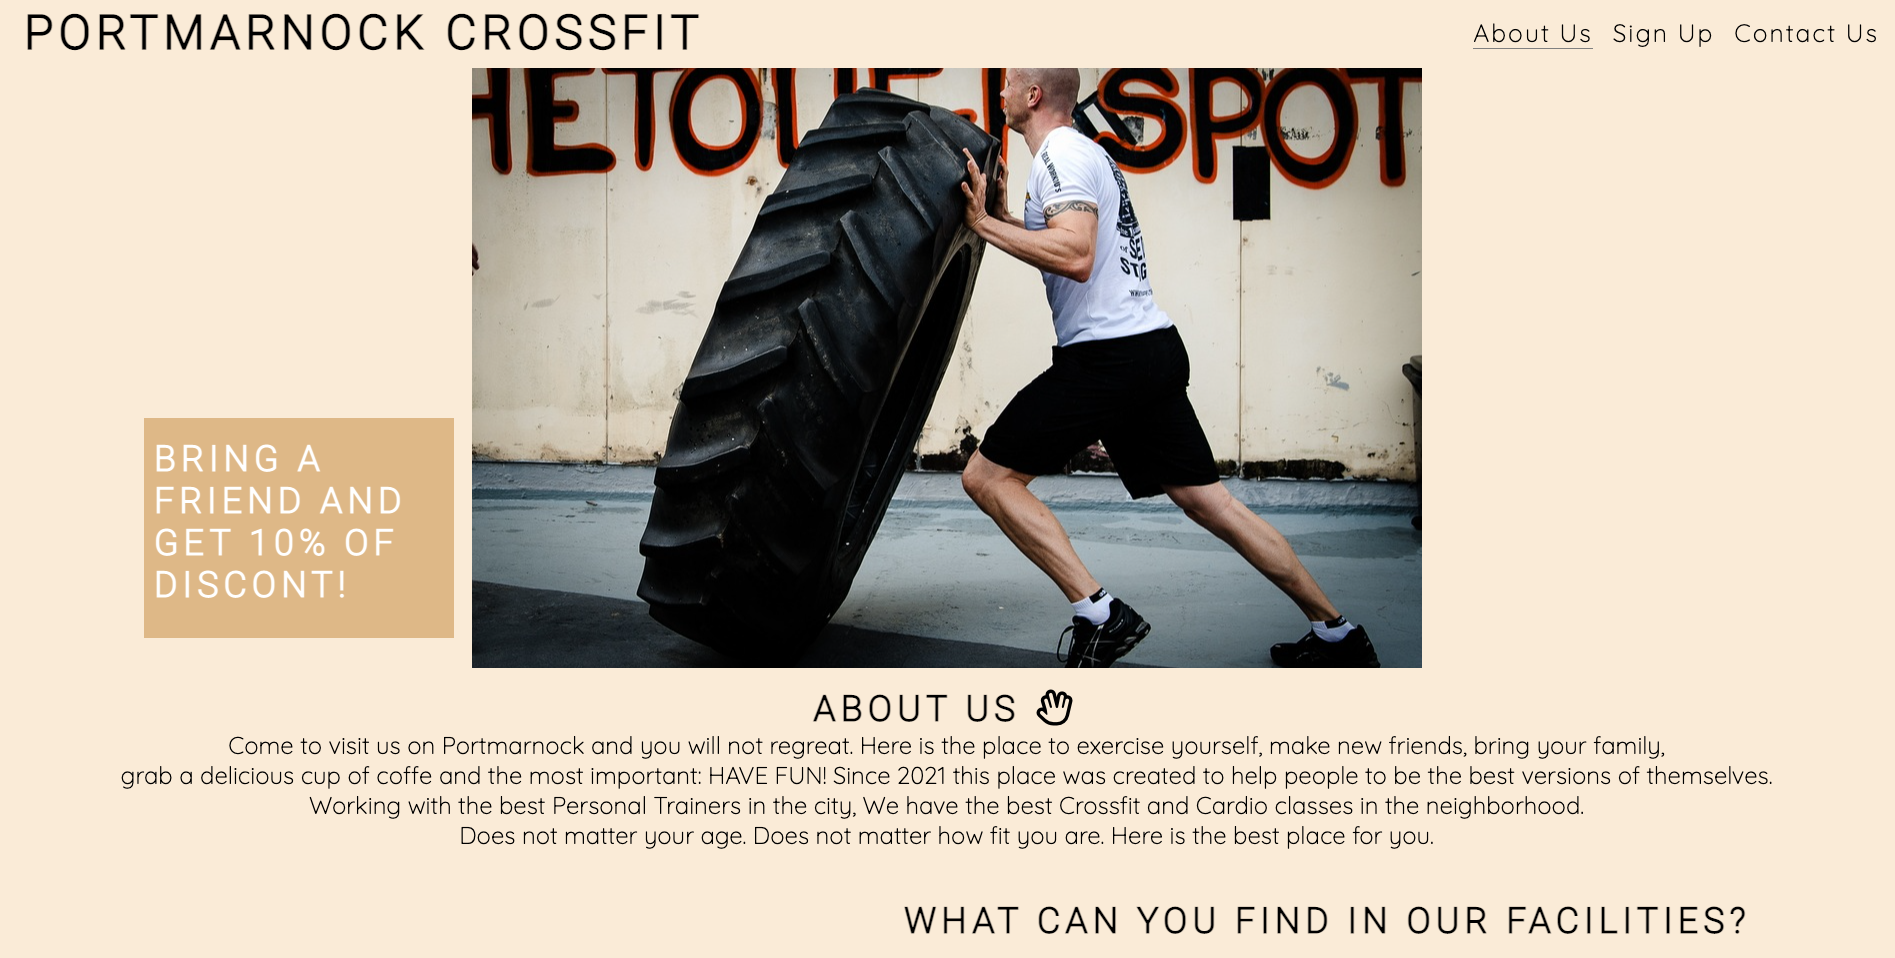 PORTMARNOCK CROSSFIT
About Us Sign Up Contact Us
SPOT
BRING A
FRIEND AND
GET 10% OF
DISCONT!
ABOUT US
Come to visit us on Portmarnock and you will not regreat. Here is the place to exercise yourself, make new friends, bring your family,
grab a delicious cup of coffe and the most important: HAVE FUN! Since 2021 this place was created to help people to be the best versions of themselves.
Working with the best Personal Trainers in the city, We have the best Crossfit and Cardio classes in the neighborhood.
Does not matter your age. Does not matter how fit you are. Here is the best place for you.
WHAT CAN YOU FIND IN OUR FACILITIES?